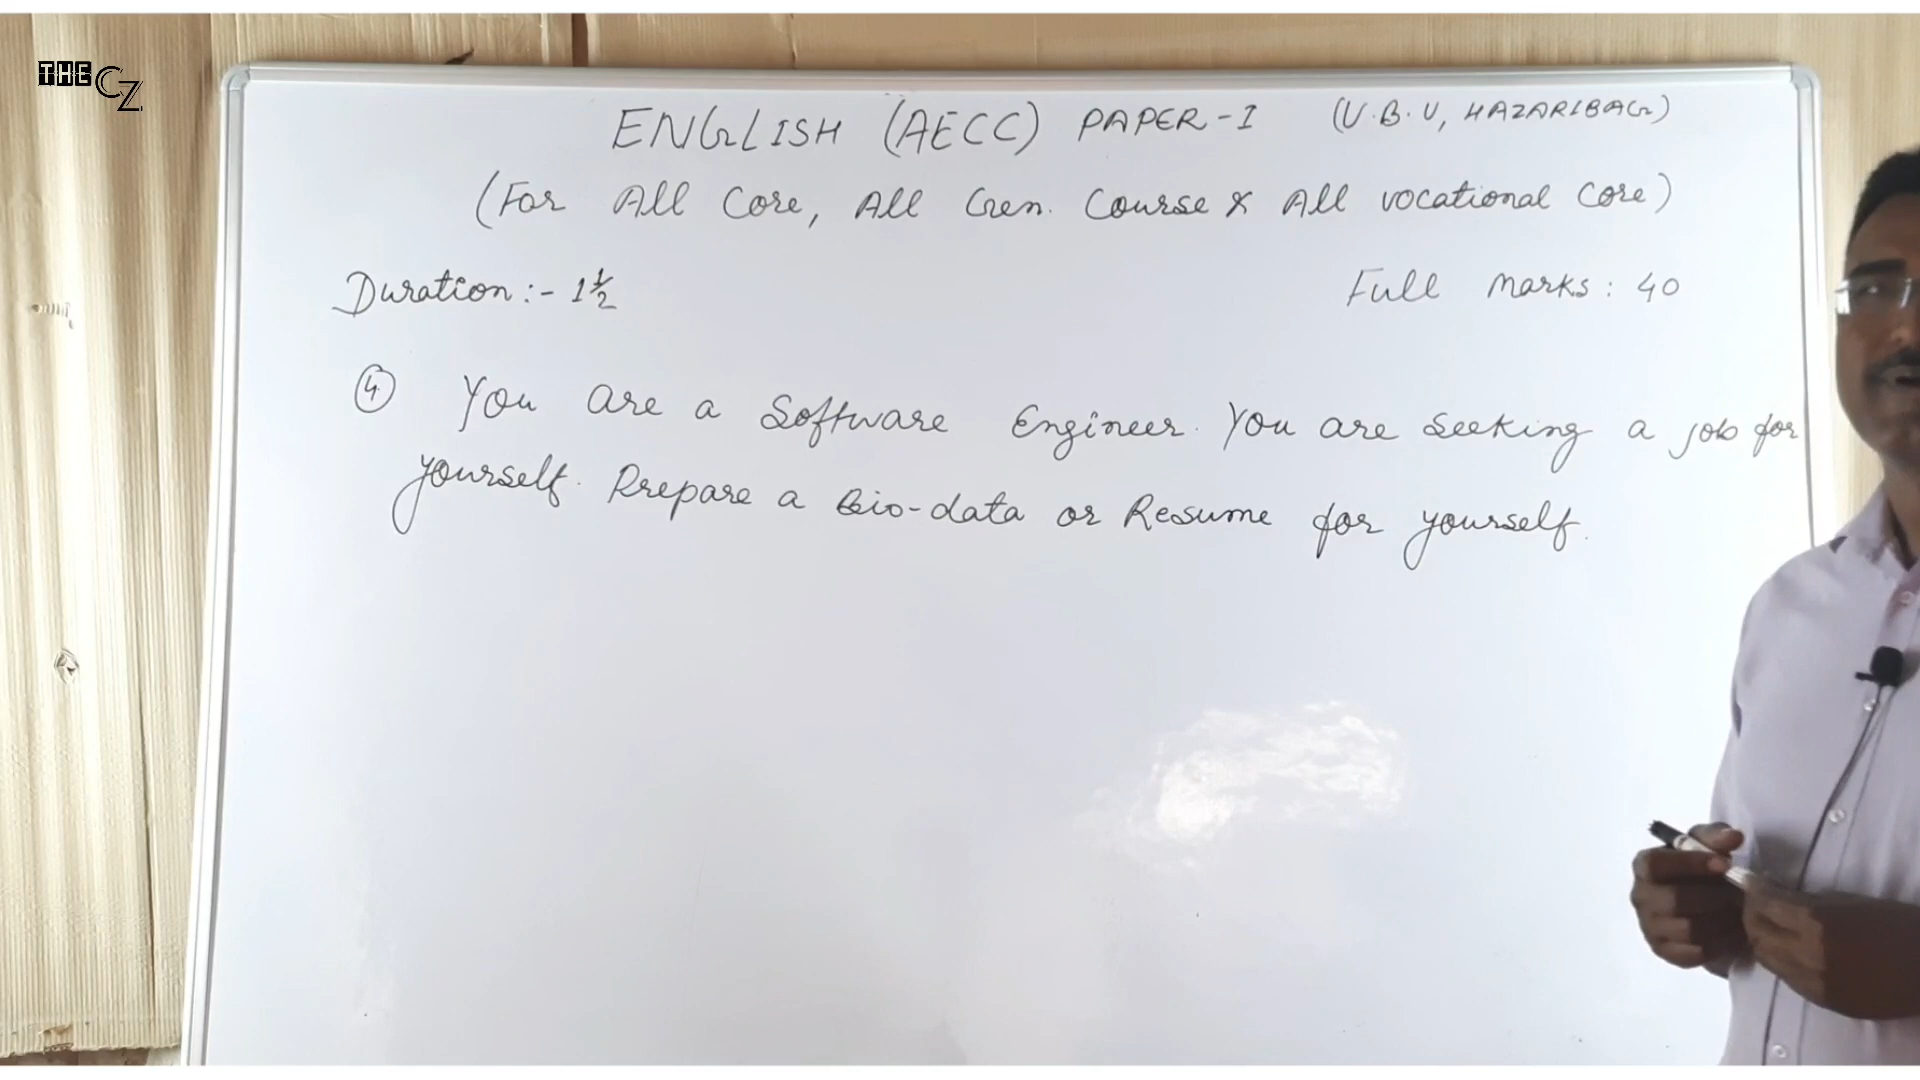 THE CZ
ENGLISH (AECC) PAPER-I (V.B.U, HAZARIBAG)
(For All Core, All Gen. Course & All vocational Core)
Duration :- 1½ Full Marks : 40
④ You are a Software Engineer. You are seeking a job for
yourself. Prepare a Bio-data or Resume for yourself.